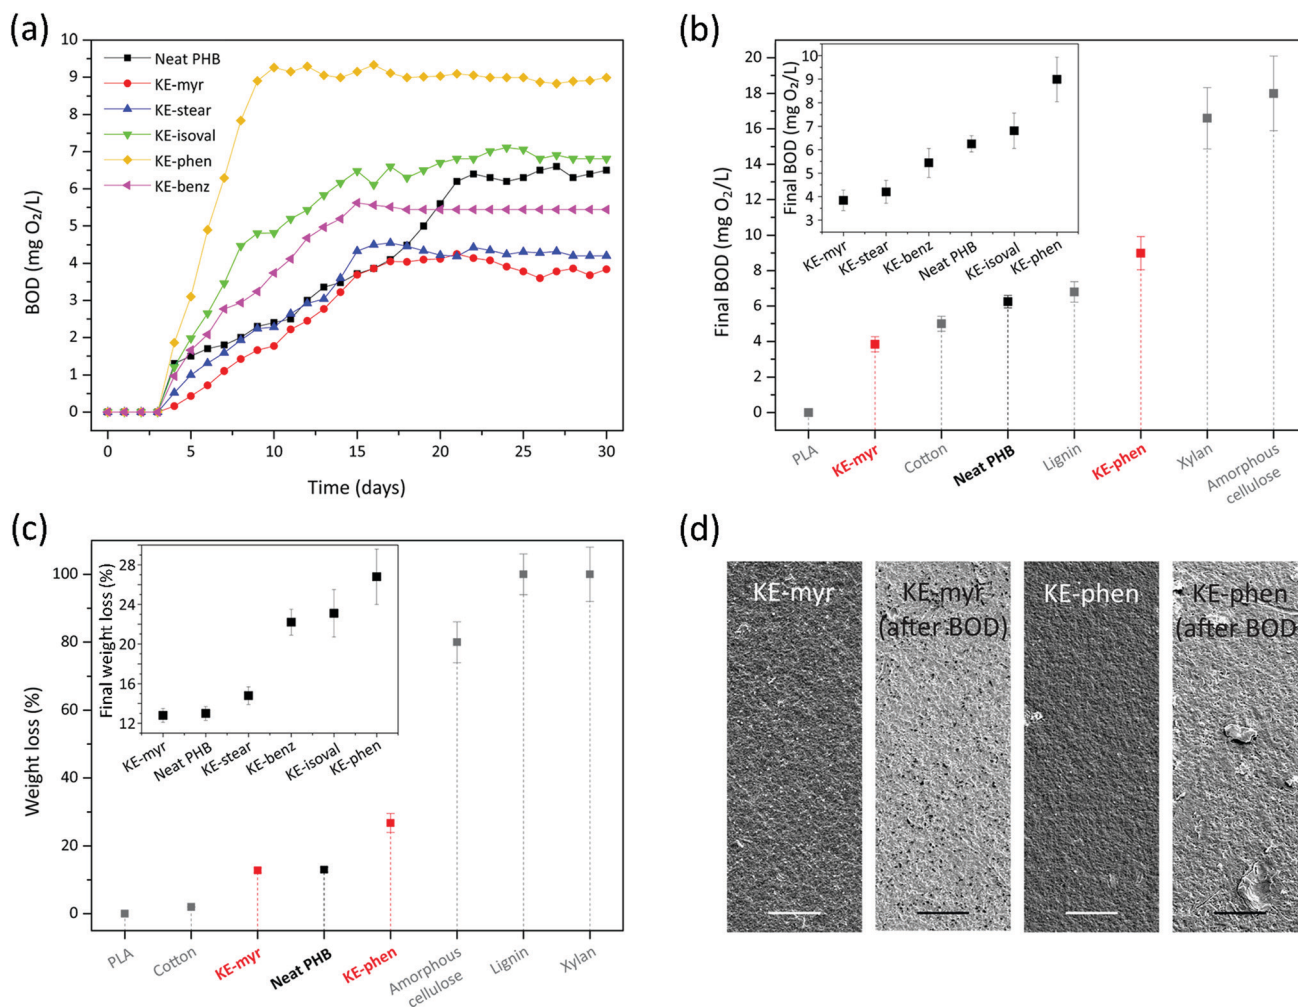 (a)
BOD (mg O₂/L)
10
9
8
7
6
5
4
3
2
1
0
Neat PHB
KE-myr
KE-stear
KE-isoval
KE-phen
KE-benz
0
5
10
15
20
25
30
Time (days)
(b)
Final BOD (mg O₂/L)
20
18
16
14
12
10
8
6
4
2
0
Final BOD (mg O₂/L)
10
9
8
7
6
5
4
3
KE-myr
KE-stear
KE-benz
Neat PHB
KE-isoval
KE-phen
PLA
KE-myr
Cotton
Neat PHB
Lignin
KE-phen
Xylan
Amorphous
cellulose
(c)
Weight loss (%)
100
80
60
40
20
0
Final weight loss (%)
28
24
20
16
12
KE-myr
Neat PHB
KE-stear
KE-benz
KE-isoval
KE-phen
PLA
Cotton
KE-myr
Neat PHB
KE-phen
Amorphous
cellulose
Lignin
Xylan
(d)
KE-myr
KE-myr
(after BOD)
KE-phen
KE-phen
(after BOD)